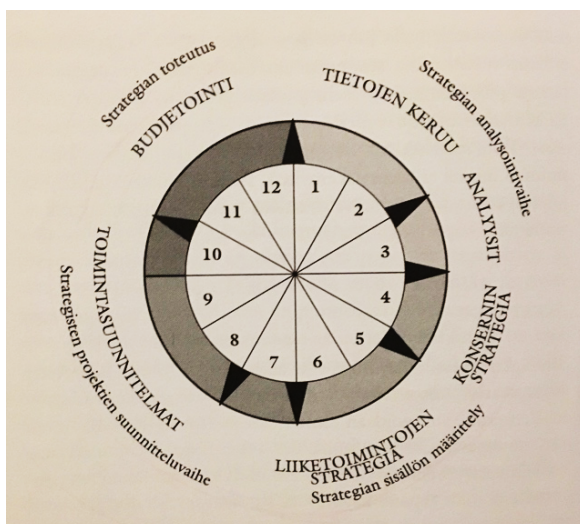 Strategian toteutus
BUDJETOINTI
TIETOJEN KERUU
Strategian analysointivaihe
ANALYYSIT
KONSERNIN
STRATEGIA
LIIKETOIMINTOJEN
STRATEGIA
Strategian sisällön määrittely
TOIMINTASUUNNITELMAT
Strategisten projektien suunnitteluvaihe
1
2
3
4
5
6
7
8
9
10
11
12